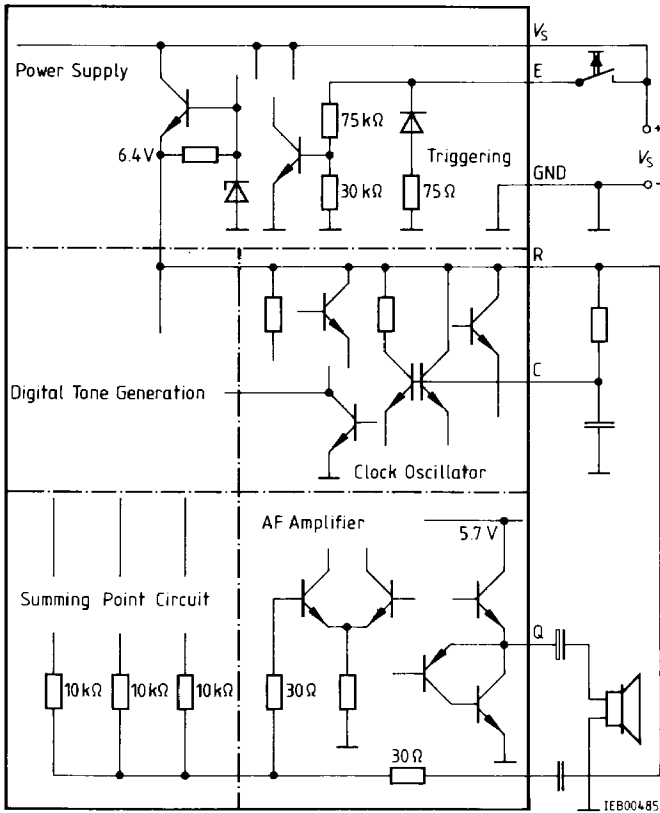 V_S
Power Supply
E
75 kΩ
6.4 V
Triggering
V_S
+
-
30 kΩ
75 Ω
GND
R
C
Digital Tone Generation
Clock Oscillator
AF Amplifier
5.7 V
Summing Point Circuit
Q
10 kΩ
10 kΩ
10 kΩ
30 Ω
30 Ω
IEB00485